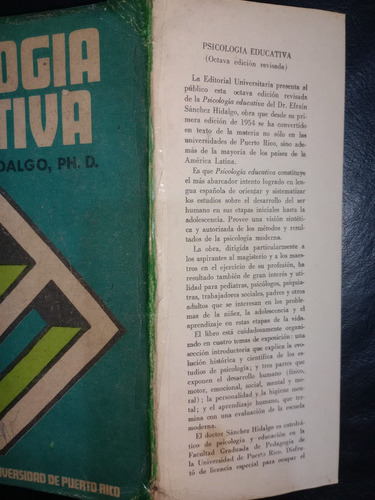 OGIA
TIVA
DALGO, PH. D.
NIVERSIDAD DE PUERTO RICO
PSICOLOGIA EDUCATIVA
(Octava edición revisada)
La Editorial Universitaria presenta al
público esta octava edición revisada
de la Psicología educativa del Dr. Efraín
Sánchez Hidalgo, obra que desde su pri-
mera edición de 1954 se ha convertido
en texto de la materia no sólo en las
universidades de Puerto Rico, sino ade-
más de la mayoría de los países de la
América Latina.
Es que Psicología educativa constituye
el más abarcador intento logrado en len-
gua española de orientar y sistematizar
los estudios sobre el desarrollo del ser
humano en sus etapas iniciales hasta la
adolescencia. Provee una visión sintéti-
ca y autorizada de los métodos y resul-
tados de la psicología moderna.
La obra, dirigida particularmente a
los aspirantes al magisterio y a los maes-
tros en el ejercicio de su profesión, ha
resultado también de gran interés y uti-
lidad para pediatras, psicólogos, psiquia-
tras, trabajadores sociales, padres y otros
adultos que se interesan en los proble-
mas de la niñez, la adolescencia y el
aprendizaje en estas etapas de la vida.
El libro está cuidadosamente organi-
zado en cuatro temas de exposición: una
sección introductoria que explica la evo-
lución histórica y científica de los es-
tudios de psicología; y tres partes que
exponen el desarrollo humano (físico,
motor, emocional, social, mental y mo-
ral); la personalidad y la higiene men-
tal; y el aprendizaje humano, que ter-
mina con una evaluación de la escuela
moderna.
El doctor Sánchez Hidalgo es catedrá-
tico de psicología y educación en la
Facultad Graduada de Pedagogía de
la Universidad de Puerto Rico. Disfru-
tó de licencia especial para ocupar el